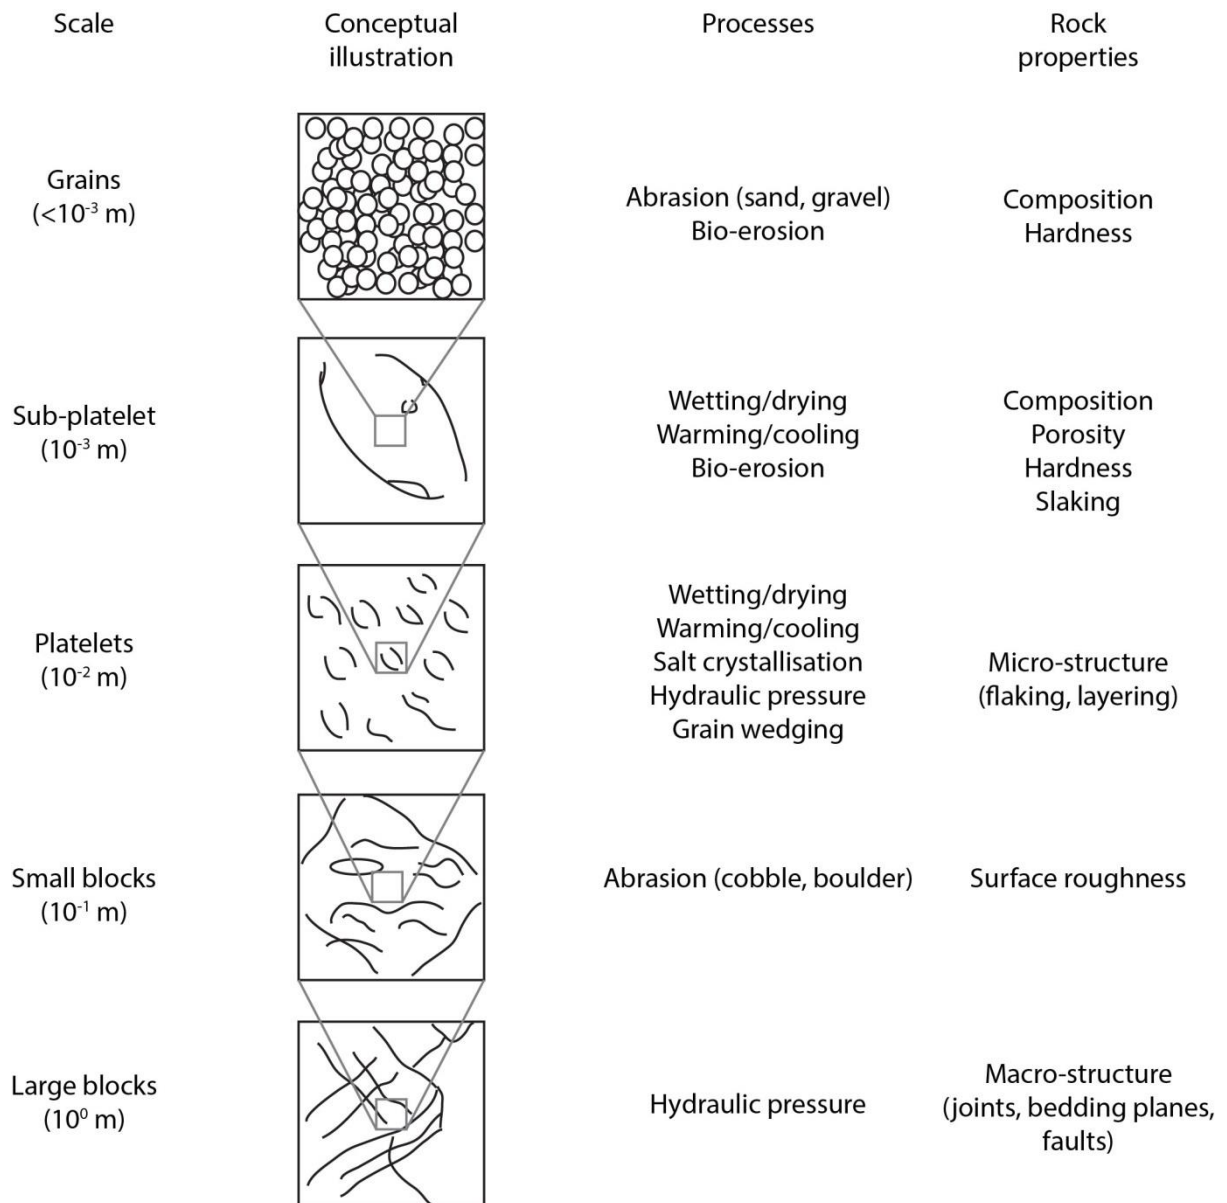 Scale
Conceptual
illustration
Processes
Rock
properties
Grains
(<10⁻³ m)
Abrasion (sand, gravel)
Bio-erosion
Composition
Hardness
Sub-platelet
(10⁻³ m)
Wetting/drying
Warming/cooling
Bio-erosion
Composition
Porosity
Hardness
Slaking
Platelets
(10⁻² m)
Wetting/drying
Warming/cooling
Salt crystallisation
Hydraulic pressure
Grain wedging
Micro-structure
(flaking, layering)
Small blocks
(10⁻¹ m)
Abrasion (cobble, boulder)
Surface roughness
Large blocks
(10⁰ m)
Hydraulic pressure
Macro-structure
(joints, bedding planes,
faults)